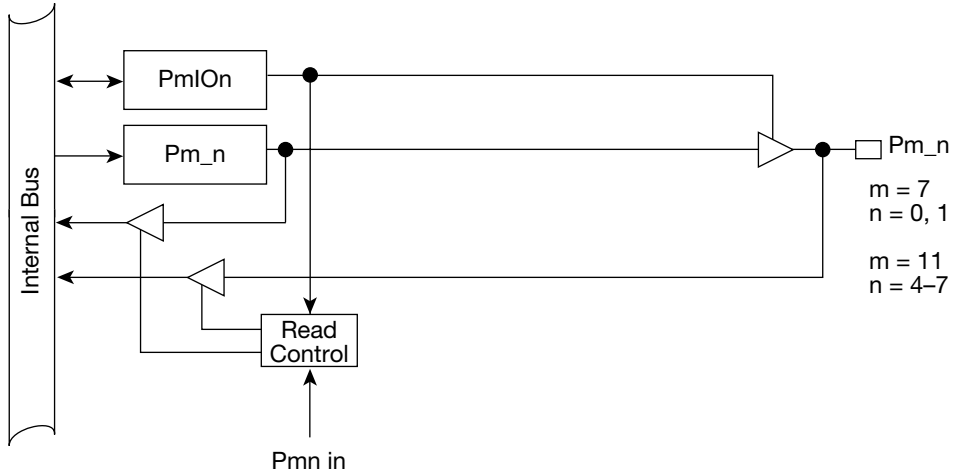 Internal Bus
PmIOn
Pm_n
Pm_n
m = 7
n = 0, 1
m = 11
n = 4–7
Read
Control
Pmn in